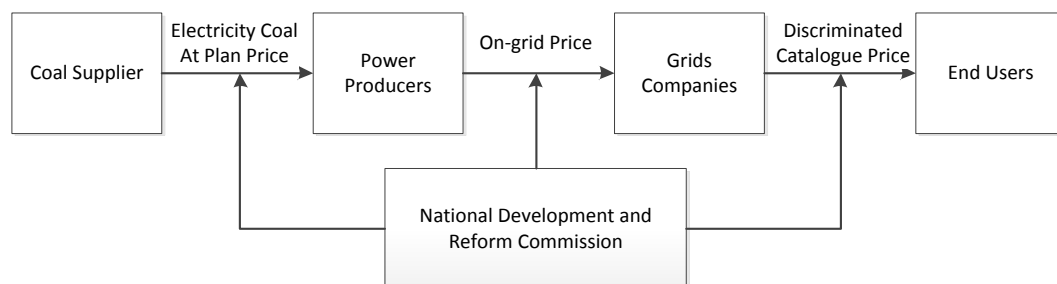 Coal Supplier
Electricity Coal
At Plan Price
Power
Producers
On-grid Price
Grids
Companies
Discriminated
Catalogue Price
End Users
National Development and
Reform Commission